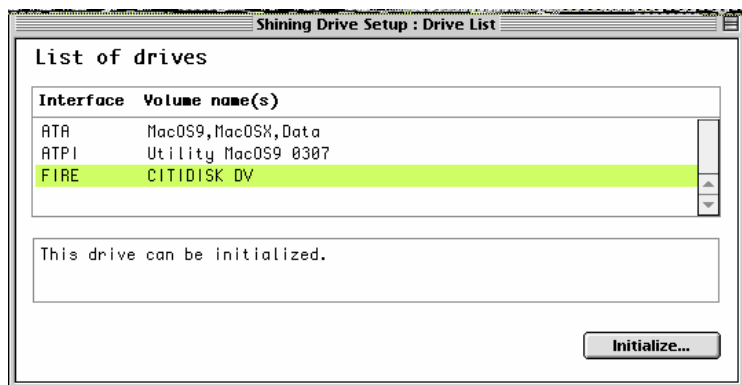 Shining Drive Setup : Drive List
List of drives
Interface Volume name(s)
ATA MacOS9,MacOSX,Data
ATPI Utility MacOS9 0307
FIRE CITIDISK DV
This drive can be initialized.
Initialize...